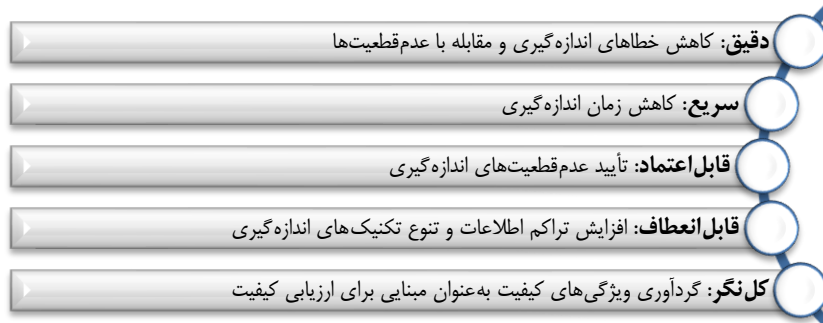 دقیق: کاهش خطاهای اندازه‌گیری و مقابله با عدم‌قطعیت‌ها
سریع: کاهش زمان اندازه‌گیری
قابل‌اعتماد: تأیید عدم‌قطعیت‌های اندازه‌گیری
قابل‌انعطاف: افزایش تراکم اطلاعات و تنوع تکنیک‌های اندازه‌گیری
کل‌نگر: گردآوری ویژگی‌های کیفیت به‌عنوان مبنایی برای ارزیابی کیفیت